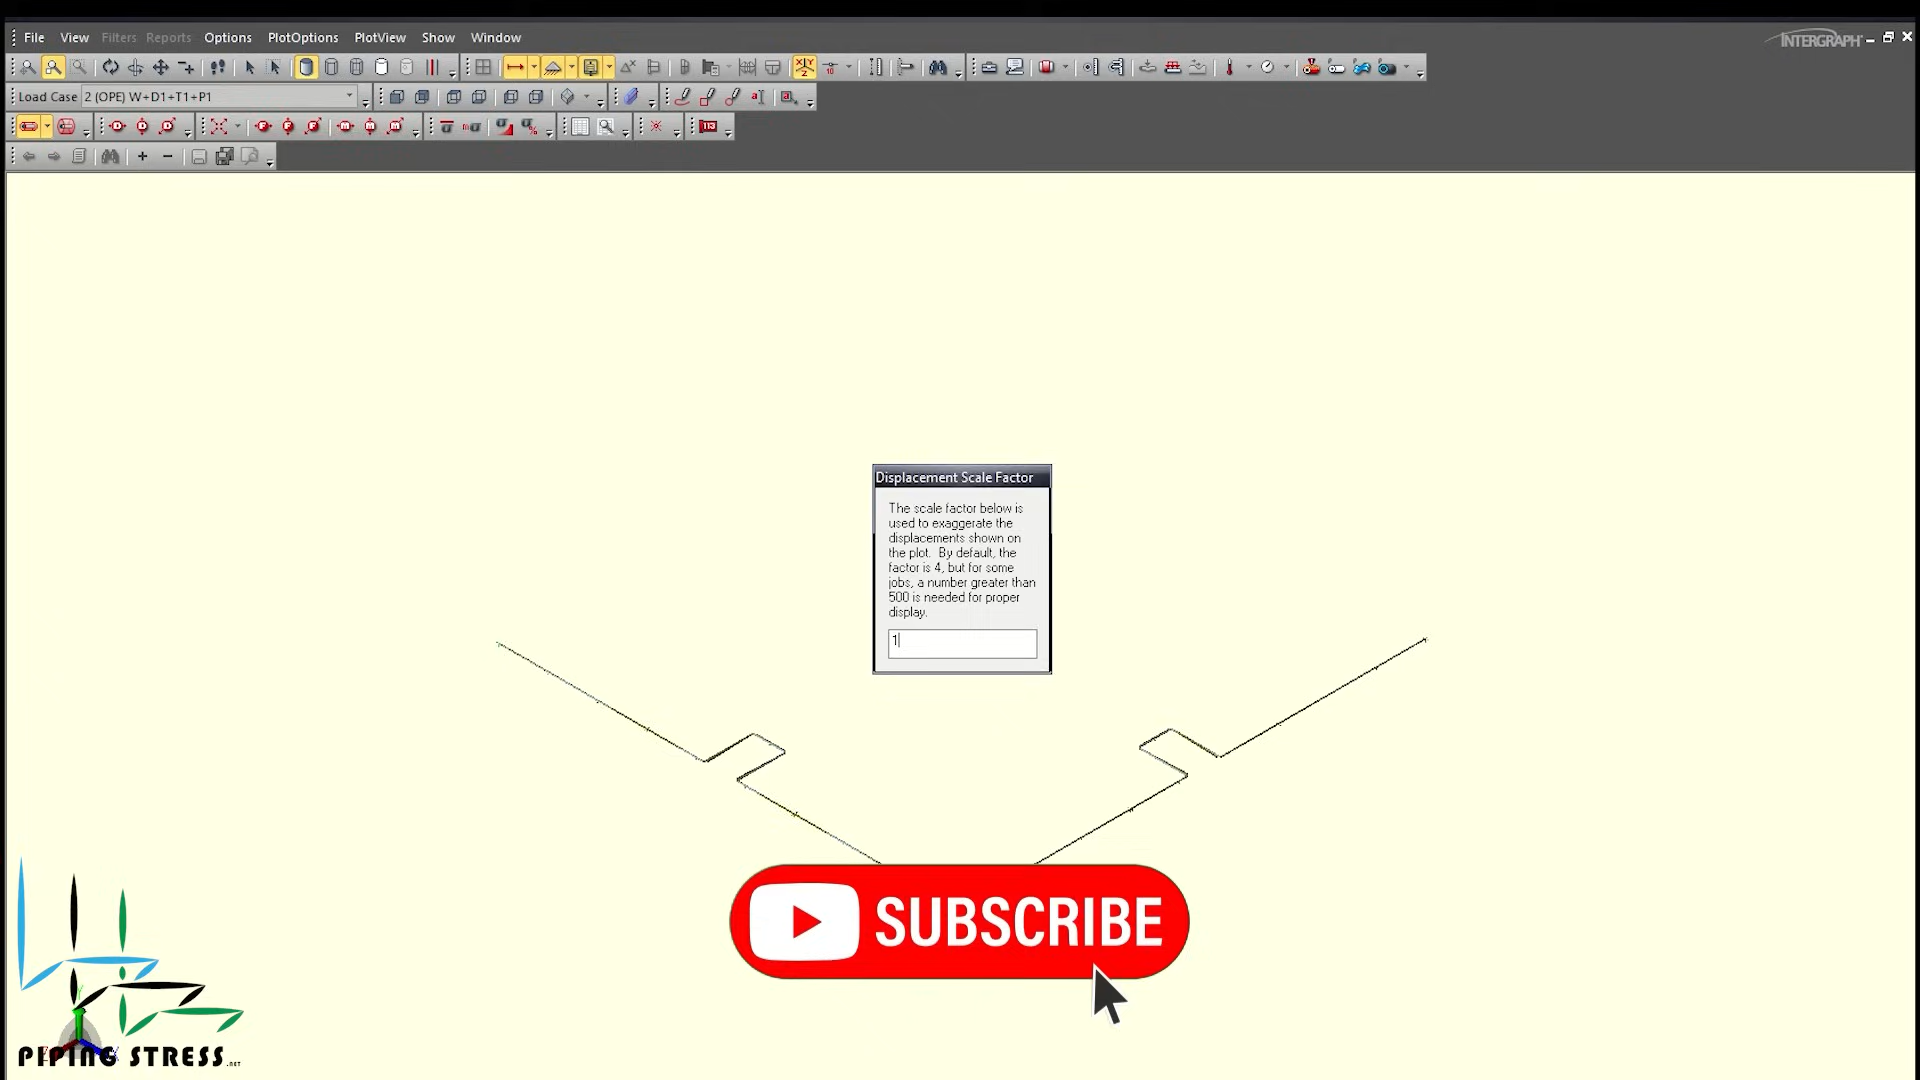 File View Filters Reports Options PlotOptions PlotView Show Window
INTERGRAPH
Load Case 2 (OPE) W+D1+T1+P1
Displacement Scale Factor
The scale factor below is
used to exaggerate the
displacements shown on
the plot. By default, the
factor is 4, but for some
jobs, a number greater than
500 is needed for proper
display.
1
SUBSCRIBE
PIPING STRESS.NET